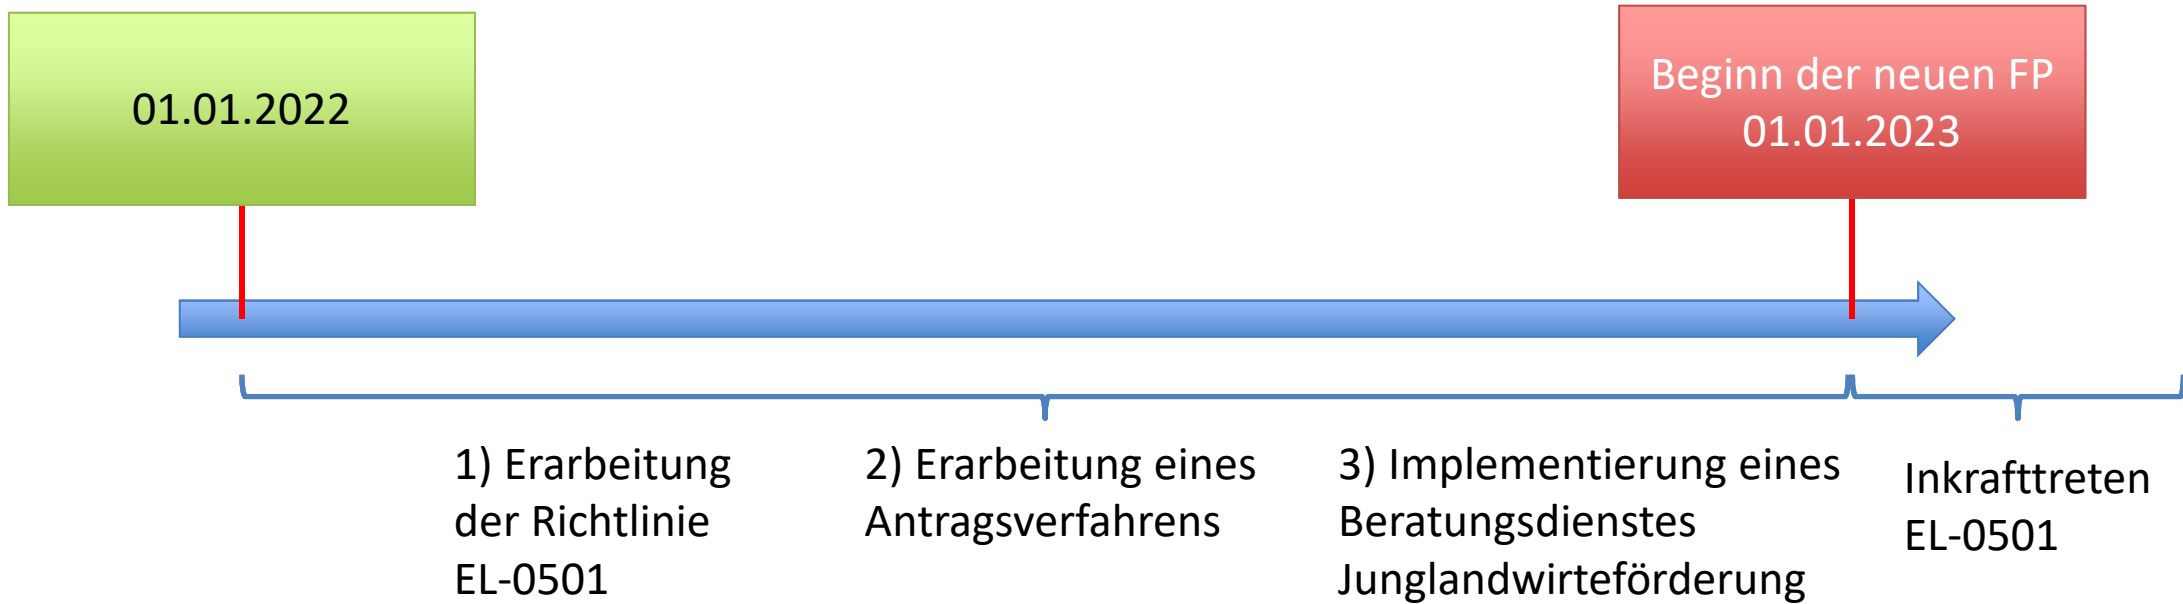 01.01.2022
Beginn der neuen FP
01.01.2023
1) Erarbeitung
der Richtlinie
EL-0501
2) Erarbeitung eines
Antragsverfahrens
3) Implementierung eines
Beratungsdienstes
Junglandwirteförderung
Inkrafttreten
EL-0501